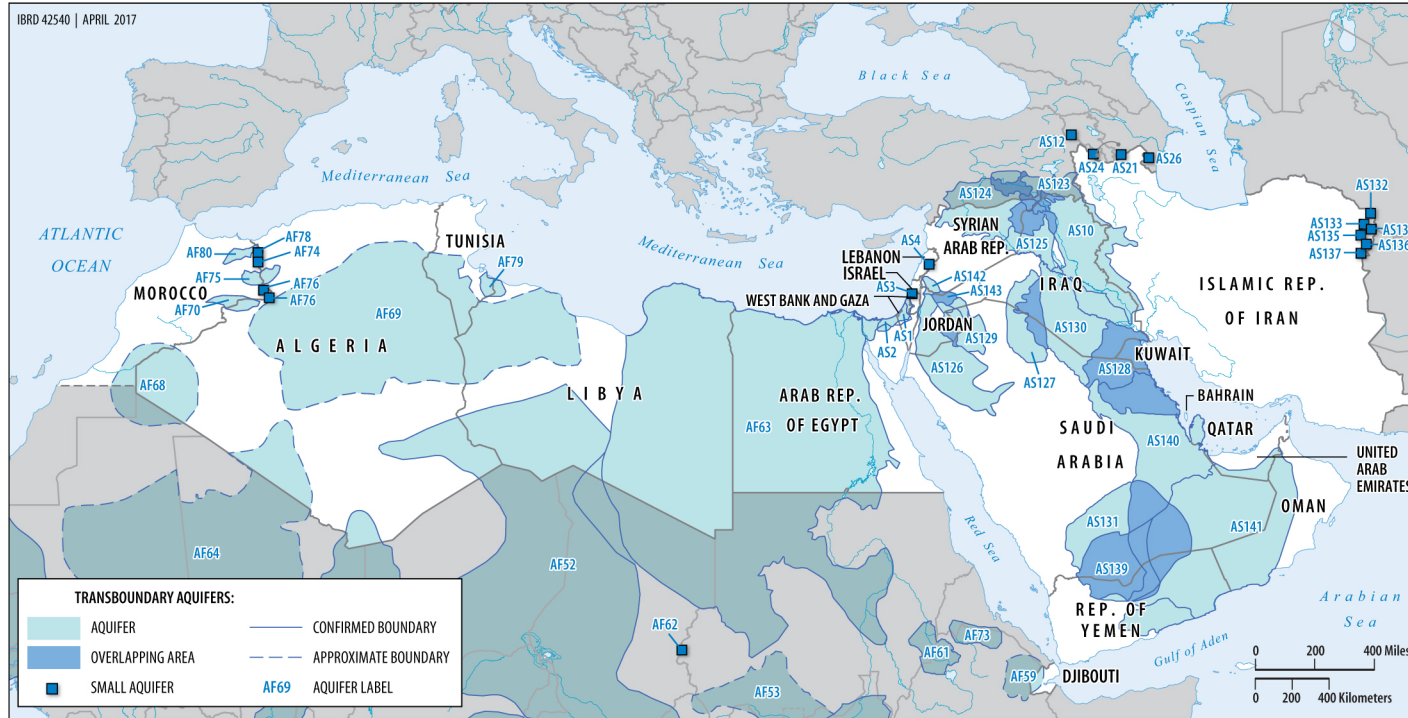 IBRD 42540 | APRIL 2017
Black Sea
Caspian Sea
Mediterranean Sea
ATLANTIC
OCEAN
AS12
AS24
AS21
AS26
AS132
AS133
AS13
AS135
AS136
AS137
AS124
AS123
SYRIAN
ARAB REP.
AS125
AS10
AF78
AF80
AF74
TUNISIA
AF79
Mediterranean Sea
AS4
LEBANON
ISRAEL
AS142
AS3
AS143
WEST BANK AND GAZA
IRAQ
ISLAMIC REP.
OF IRAN
AF75
AF76
MOROCCO
AF76
AF70
AF69
ALGERIA
AS1
AS2
JORDAN
AS129
AS130
AS126
AS127
KUWAIT
AS128
AF68
LIBYA
ARAB REP.
OF EGYPT
AF63
BAHRAIN
QATAR
SAUDI
ARABIA
AS140
UNITED
ARAB
EMIRATES
OMAN
Red Sea
AS131
AS141
AF64
AF52
AS139
REP. OF
YEMEN
Arabian
Sea
Gulf of Aden
AF62
AF73
AF61
AF59
DJIBOUTI
AF53
TRANSBOUNDARY AQUIFERS:
AQUIFER
CONFIRMED BOUNDARY
OVERLAPPING AREA
APPROXIMATE BOUNDARY
SMALL AQUIFER
AF69 AQUIFER LABEL
0 200 400 Miles
0 200 400 Kilometers